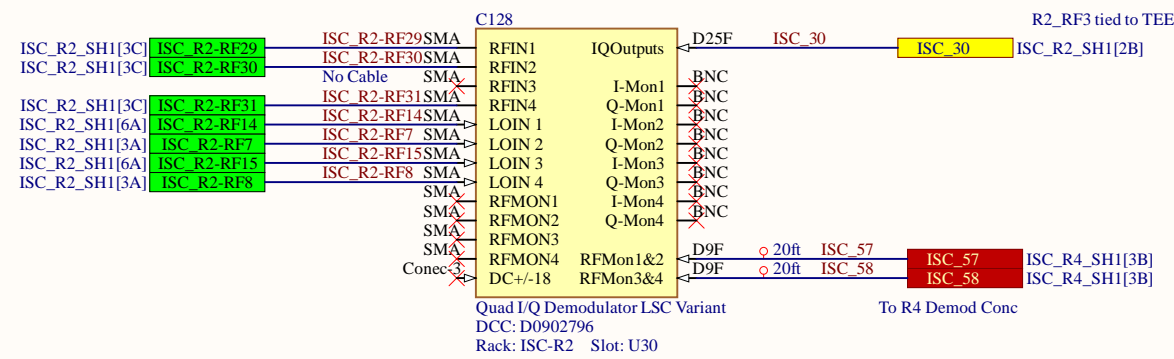 C128
R2_RF3 tied to TEE
ISC_R2_SH1[3C] ISC_R2-RF29 ISC_R2-RF29 SMA RFIN1 IQOutputs D25F ISC_30 ISC_30 ISC_R2_SH1[2B]
ISC_R2_SH1[3C] ISC_R2-RF30 ISC_R2-RF30 SMA RFIN2
No Cable SMA RFIN3 I-Mon1 BNC
ISC_R2_SH1[3C] ISC_R2-RF31 ISC_R2-RF31 SMA RFIN4 Q-Mon1 BNC
ISC_R2_SH1[6A] ISC_R2-RF14 ISC_R2-RF14 SMA LOIN 1 I-Mon2 BNC
ISC_R2_SH1[3A] ISC_R2-RF7 ISC_R2-RF7 SMA LOIN 2 Q-Mon2 BNC
ISC_R2_SH1[6A] ISC_R2-RF15 ISC_R2-RF15 SMA LOIN 3 I-Mon3 BNC
ISC_R2_SH1[3A] ISC_R2-RF8 ISC_R2-RF8 SMA LOIN 4 Q-Mon3 BNC
SMA RFMON1 I-Mon4 BNC
SMA RFMON2 Q-Mon4 BNC
SMA RFMON3
SMA RFMON4 RFMon1&2 D9F 20ft ISC_57 ISC_57 ISC_R4_SH1[3B]
Conec-3 DC+/-18 RFMon3&4 D9F 20ft ISC_58 ISC_58 ISC_R4_SH1[3B]
Quad I/Q Demodulator LSC Variant To R4 Demod Conc
DCC: D0902796
Rack: ISC-R2 Slot: U30